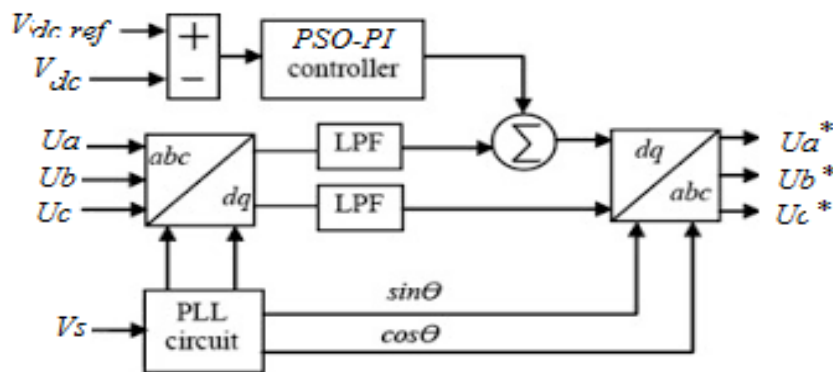 Vdc ref
+
PSO-PI
controller
Vdc
−
Ua
abc
LPF
Σ
dq
Ua*
Ub
Ub*
Uc
dq
LPF
abc
Uc*
Vs
PLL
circuit
sinθ
cosθ